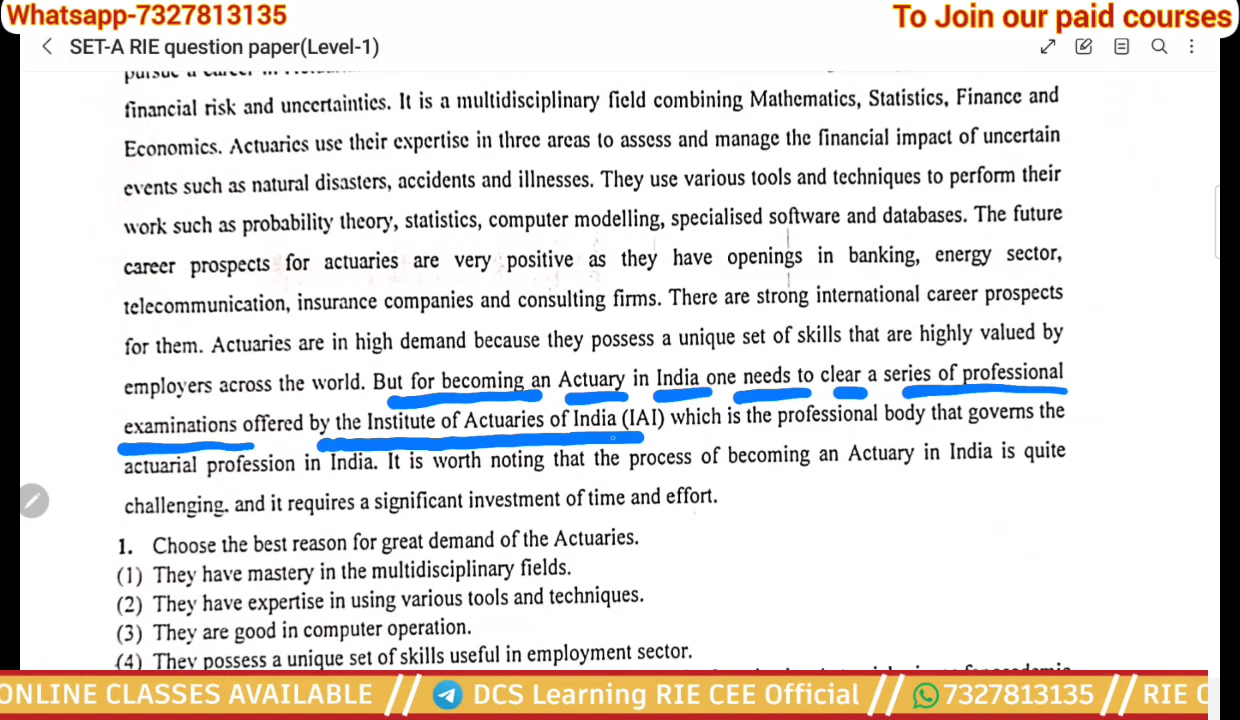 Whatsapp-7327813135
To Join our paid courses
SET-A RIE question paper(Level-1)
financial risk and uncertainties. It is a multidisciplinary field combining Mathematics, Statistics, Finance and
Economics. Actuaries use their expertise in three areas to assess and manage the financial impact of uncertain
events such as natural disasters, accidents and illnesses. They use various tools and techniques to perform their
work such as probability theory, statistics, computer modelling, specialised software and databases. The future
career prospects for actuaries are very positive as they have openings in banking, energy sector,
telecommunication, insurance companies and consulting firms. There are strong international career prospects
for them. Actuaries are in high demand because they possess a unique set of skills that are highly valued by
employers across the world. But for becoming an Actuary in India one needs to clear a series of professional
examinations offered by the Institute of Actuaries of India (IAI) which is the professional body that governs the
actuarial profession in India. It is worth noting that the process of becoming an Actuary in India is quite
challenging, and it requires a significant investment of time and effort.
1. Choose the best reason for great demand of the Actuaries.
(1) They have mastery in the multidisciplinary fields.
(2) They have expertise in using various tools and techniques.
(3) They are good in computer operation.
(4) They possess a unique set of skills useful in employment sector.
ONLINE CLASSES AVAILABLE // DCS Learning RIE CEE Official // 7327813135 // RIE